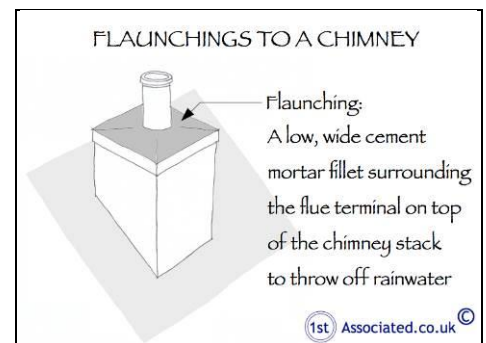 FLAUNCHINGS TO A CHIMNEY
Flaunching:
A low, wide cement
mortar fillet surrounding
the flue terminal on top
of the chimney stack
to throw off rainwater
1st Associated.co.uk ©